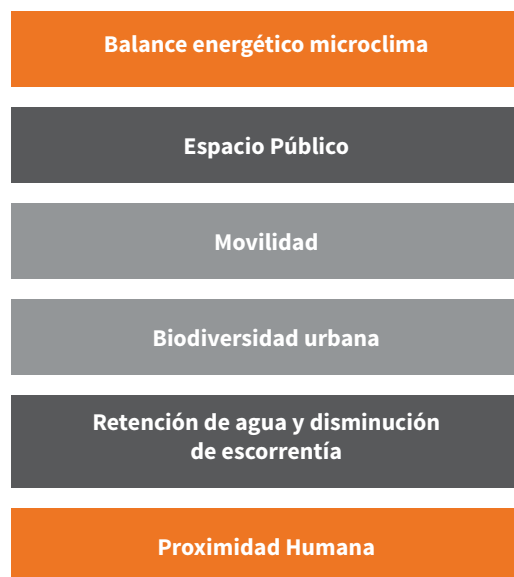 Balance energético microclima
Espacio Público
Movilidad
Biodiversidad urbana
Retención de agua y disminución
de escorrentía
Proximidad Humana